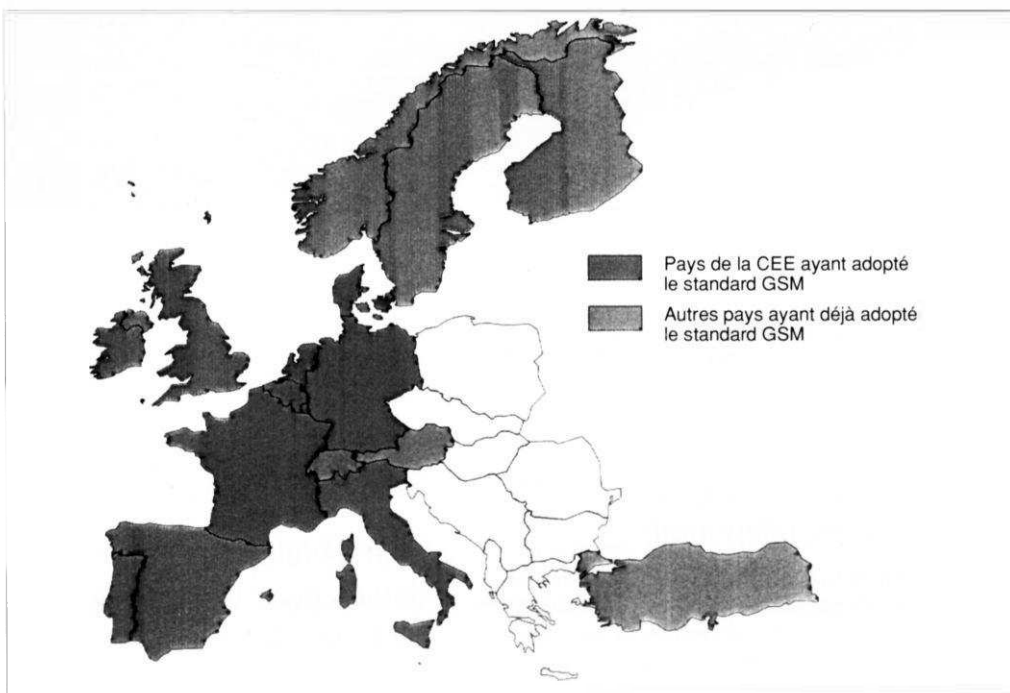 Pays de la CEE ayant adopté
le standard GSM
Autres pays ayant déjà adopté
le standard GSM